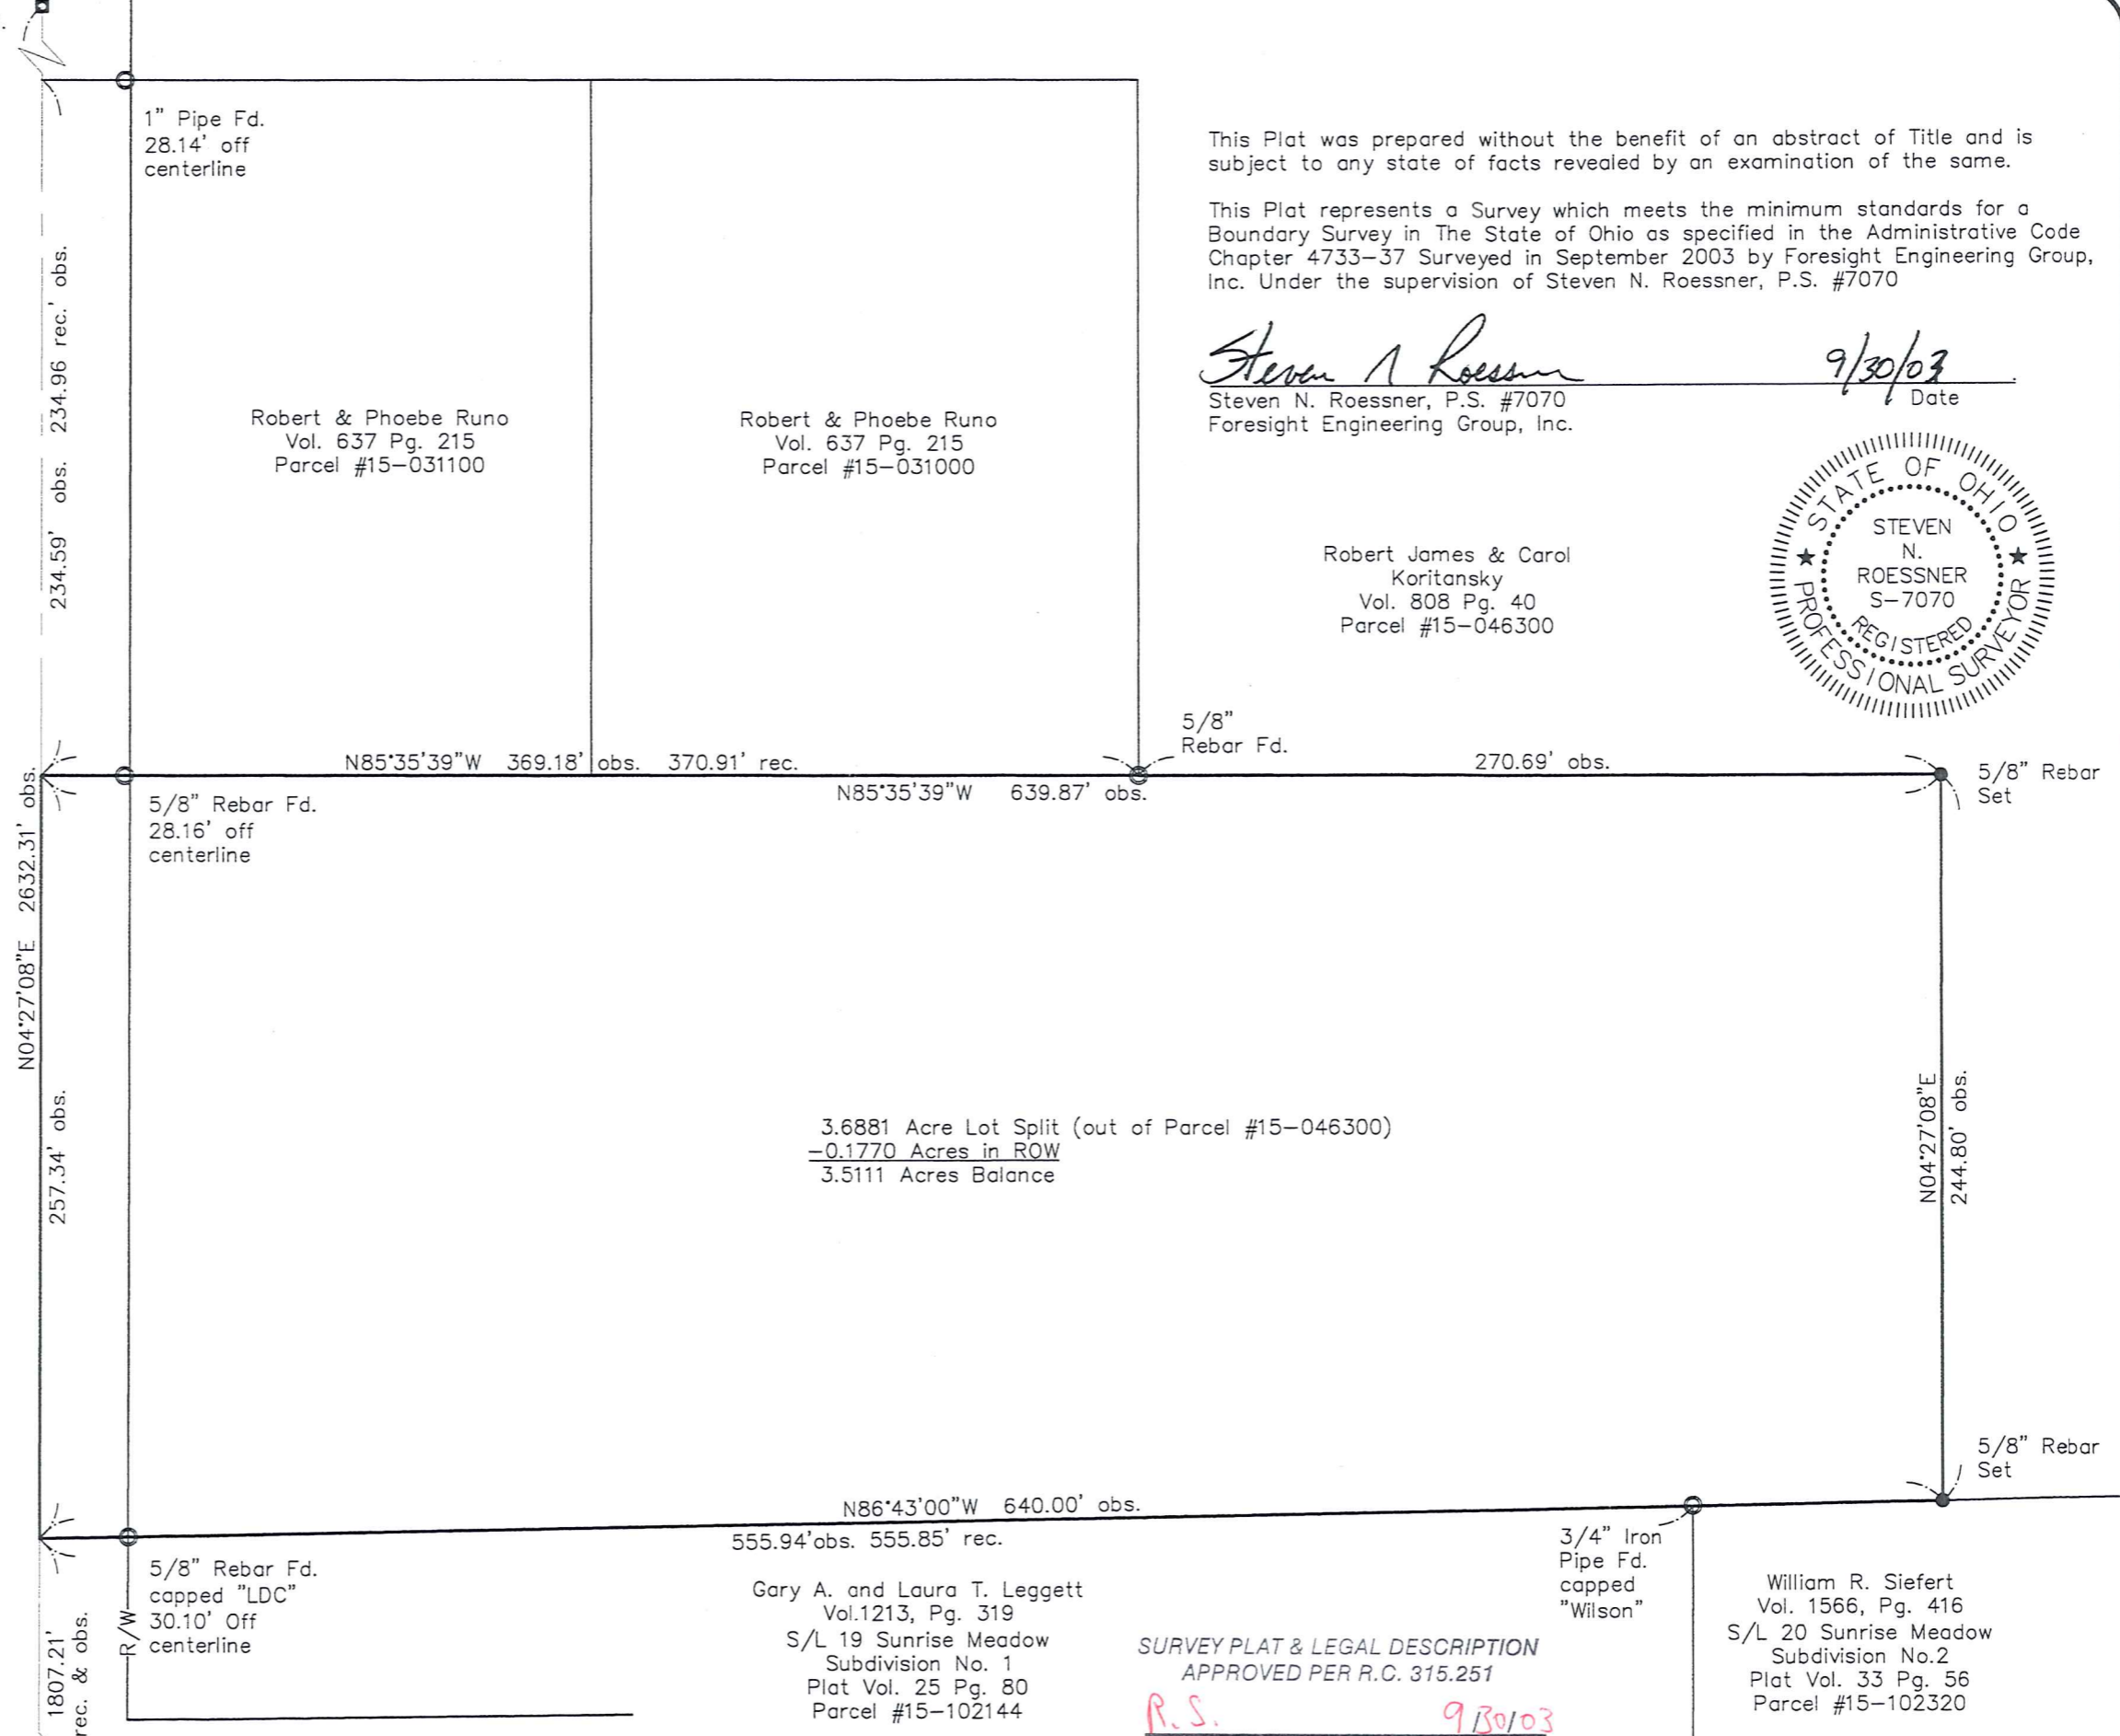 1" Pipe Fd.
28.14' off
centerline
234.59' obs. 234.96 rec.' obs.
Robert & Phoebe Runo
Vol. 637 Pg. 215
Parcel #15-031100
Robert & Phoebe Runo
Vol. 637 Pg. 215
Parcel #15-031000
This Plat was prepared without the benefit of an abstract of Title and is
subject to any state of facts revealed by an examination of the same.
This Plat represents a Survey which meets the minimum standards for a
Boundary Survey in The State of Ohio as specified in the Administrative Code
Chapter 4733-37 Surveyed in September 2003 by Foresight Engineering Group,
Inc. Under the supervision of Steven N. Roessner, P.S. #7070
Steven N Roessner
9/30/03
Steven N. Roessner, P.S. #7070
Date
Foresight Engineering Group, Inc.
STATE OF OHIO
STEVEN
N.
ROESSNER
S-7070
REGISTERED
PROFESSIONAL SURVEYOR
Robert James & Carol
Koritansky
Vol. 808 Pg. 40
Parcel #15-046300
5/8"
Rebar Fd.
N85°35'39"W 369.18' obs. 370.91' rec.
270.69' obs.
N85°35'39"W 639.87' obs.
5/8" Rebar
Set
5/8" Rebar Fd.
28.16' off
centerline
N04°27'08"E 2632.31' obs.
257.34' obs.
3.6881 Acre Lot Split (out of Parcel #15-046300)
-0.1770 Acres in ROW
3.5111 Acres Balance
N04°27'08"E
244.80' obs.
5/8" Rebar
Set
N86°43'00"W 640.00' obs.
555.94'obs. 555.85' rec.
5/8" Rebar Fd.
capped "LDC"
30.10' Off
centerline
R/W
1807.21'
rec. & obs.
Gary A. and Laura T. Leggett
Vol.1213, Pg. 319
S/L 19 Sunrise Meadow
Subdivision No. 1
Plat Vol. 25 Pg. 80
Parcel #15-102144
3/4" Iron
Pipe Fd.
capped
"Wilson"
William R. Siefert
Vol. 1566, Pg. 416
S/L 20 Sunrise Meadow
Subdivision No.2
Plat Vol. 33 Pg. 56
Parcel #15-102320
SURVEY PLAT & LEGAL DESCRIPTION
APPROVED PER R.C. 315.251
R.S. 9/30/03